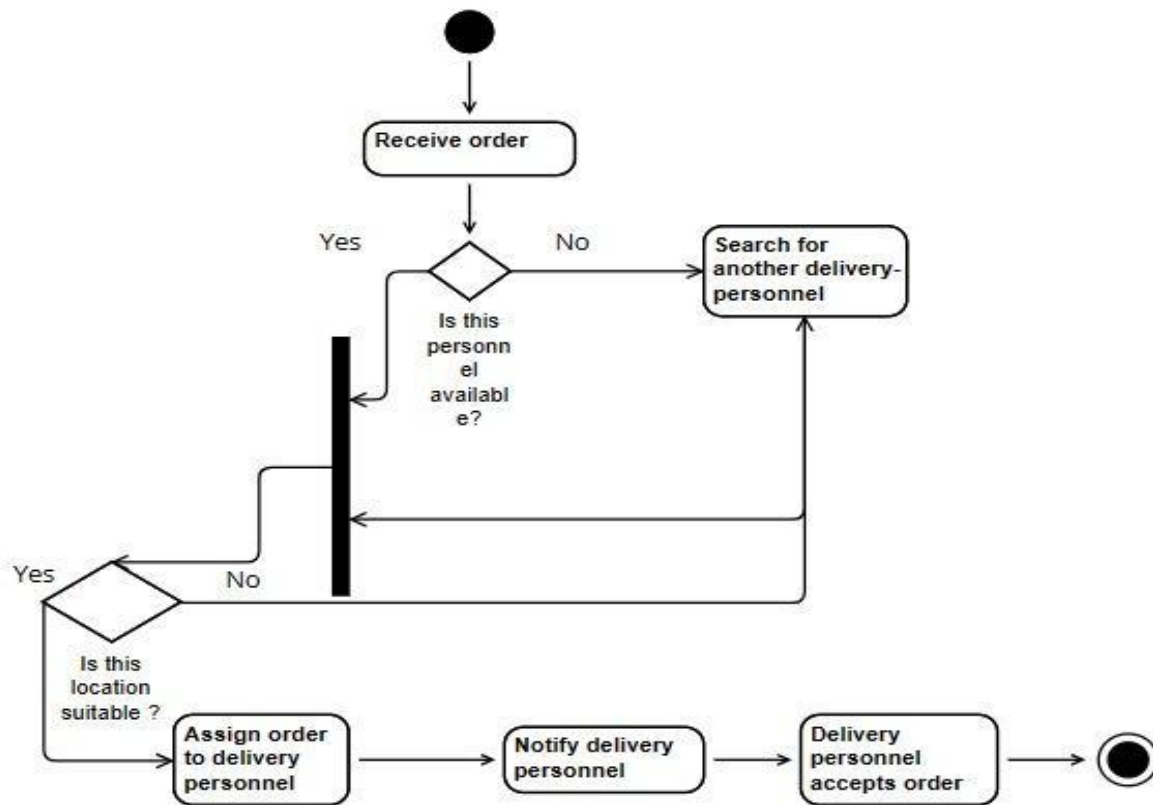 Receive order
Yes
No
Search for
another delivery-
personnel
Is this
personn
el
availabl
e?
Yes
No
Is this
location
suitable ?
Assign order
to delivery
personnel
Notify delivery
personnel
Delivery
personnel
accepts order